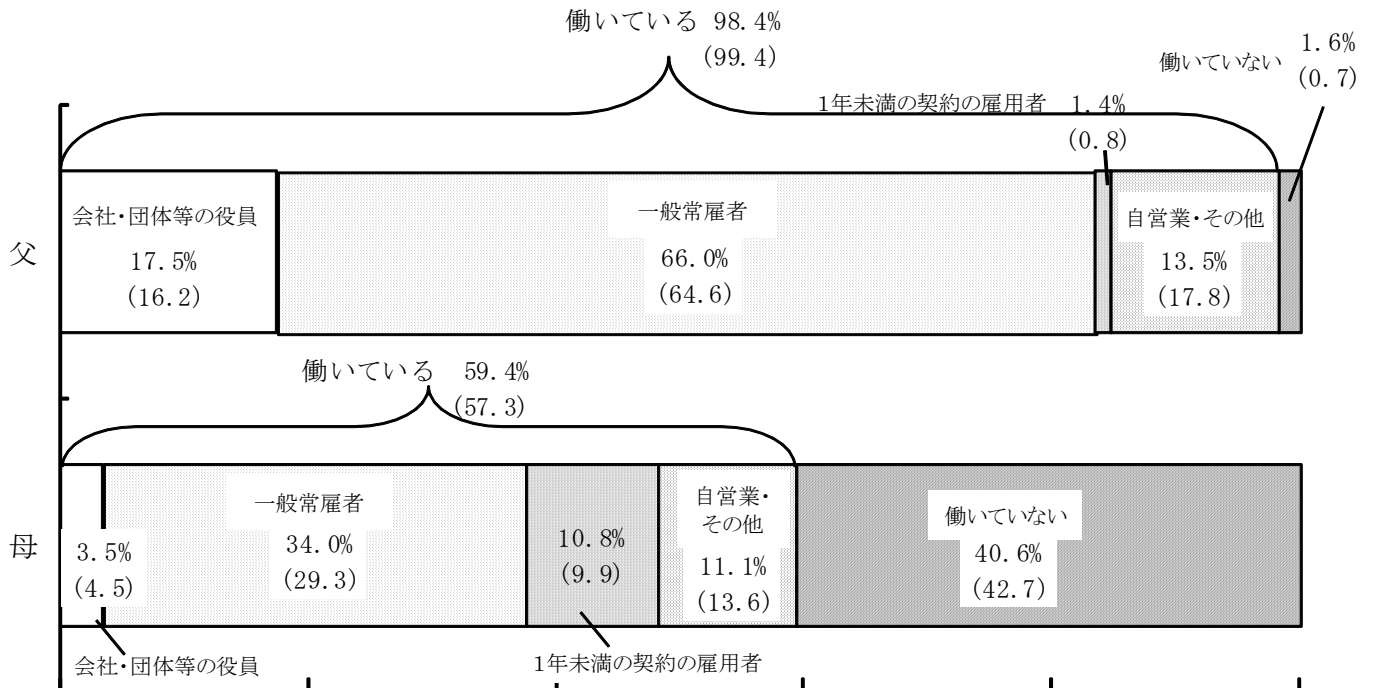 働いている 98.4%
(99.4)
働いていない 1.6%
(0.7)
1年未満の契約の雇用者 1.4%
(0.8)
父
会社・団体等の役員
17.5%
(16.2)
一般常雇者
66.0%
(64.6)
自営業・その他
13.5%
(17.8)
働いている 59.4%
(57.3)
母
3.5%
(4.5)
一般常雇者
34.0%
(29.3)
10.8%
(9.9)
自営業・
その他
11.1%
(13.6)
働いていない
40.6%
(42.7)
会社・団体等の役員
1年未満の契約の雇用者